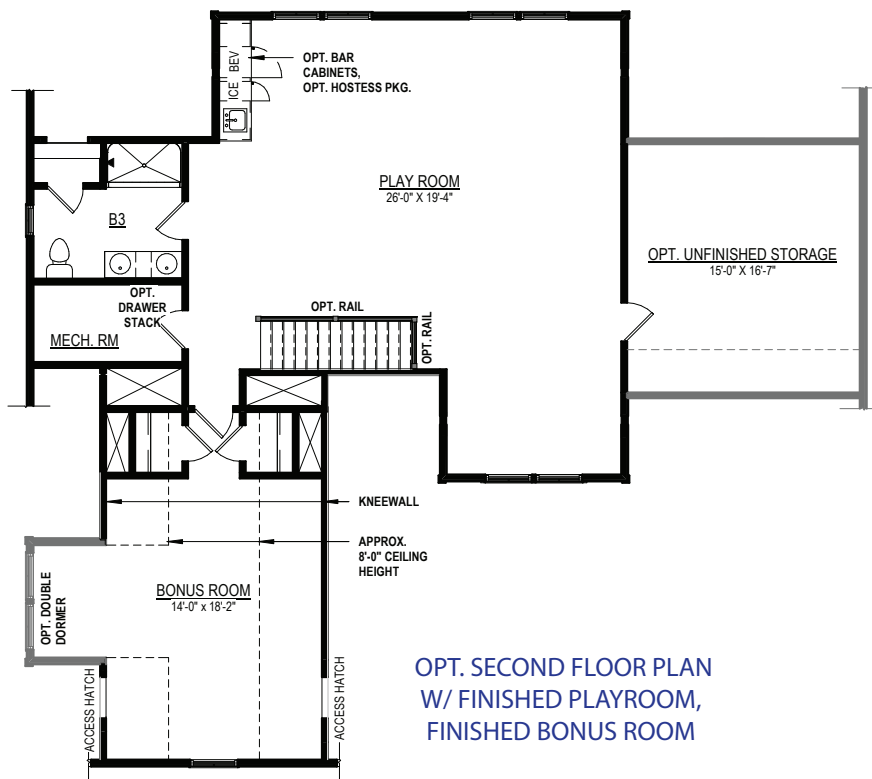 BEV
ICE
OPT. BAR
CABINETS,
OPT. HOSTESS PKG.
PLAY ROOM
26'-0" X 19'-4"
B3
OPT. UNFINISHED STORAGE
15'-0" X 16'-7"
OPT.
DRAWER
STACK
MECH. RM
OPT. RAIL
OPT. RAIL
KNEEWALL
APPROX.
8'-0" CEILING
HEIGHT
BONUS ROOM
14'-0" x 18'-2"
OPT. DOUBLE
DORMER
ACCESS HATCH
ACCESS HATCH
OPT. SECOND FLOOR PLAN
W/ FINISHED PLAYROOM,
FINISHED BONUS ROOM